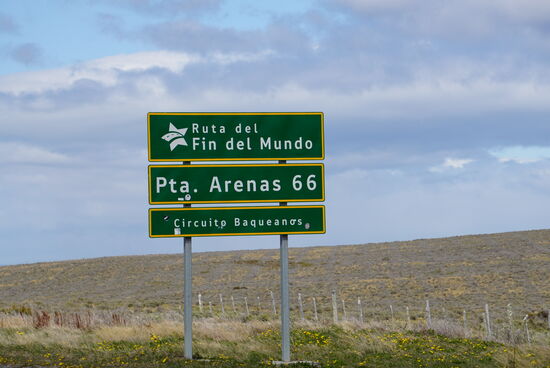 Ruta del
Fin del Mundo
Pta. Arenas 66
Circuito Baqueanos